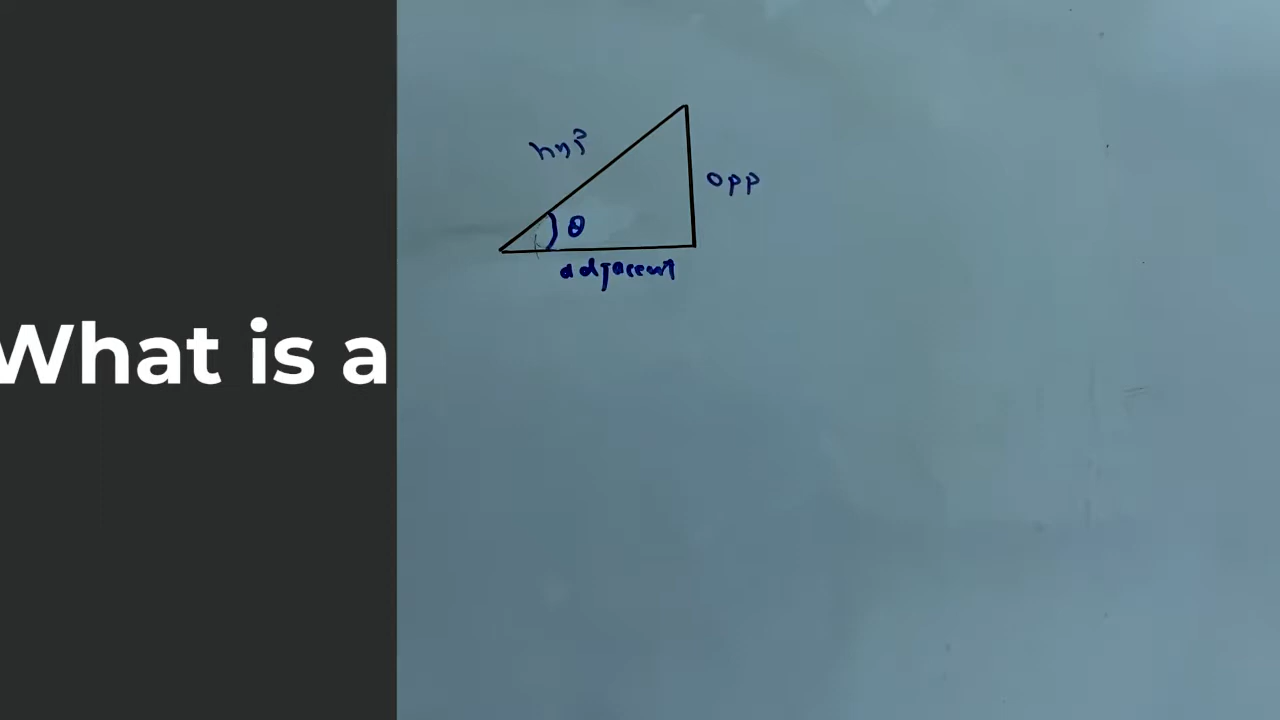 What is a
hyp
opp
θ
adjacent